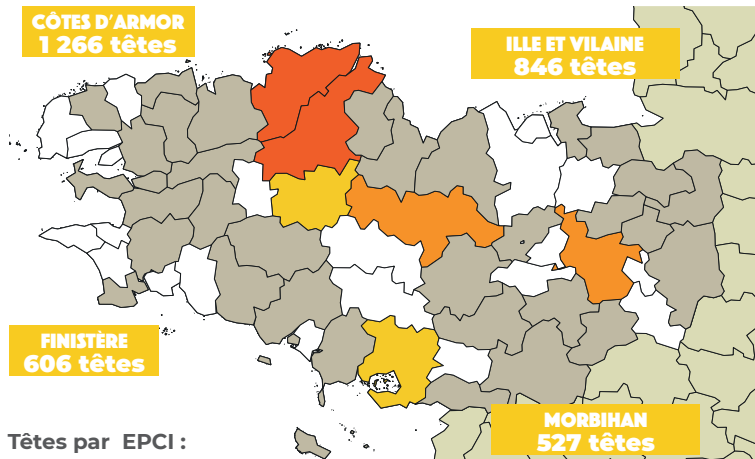 CÔTES D'ARMOR
1 266 têtes
ILLE ET VILAINE
846 têtes
FINISTÈRE
606 têtes
MORBIHAN
527 têtes
Têtes par EPCI :